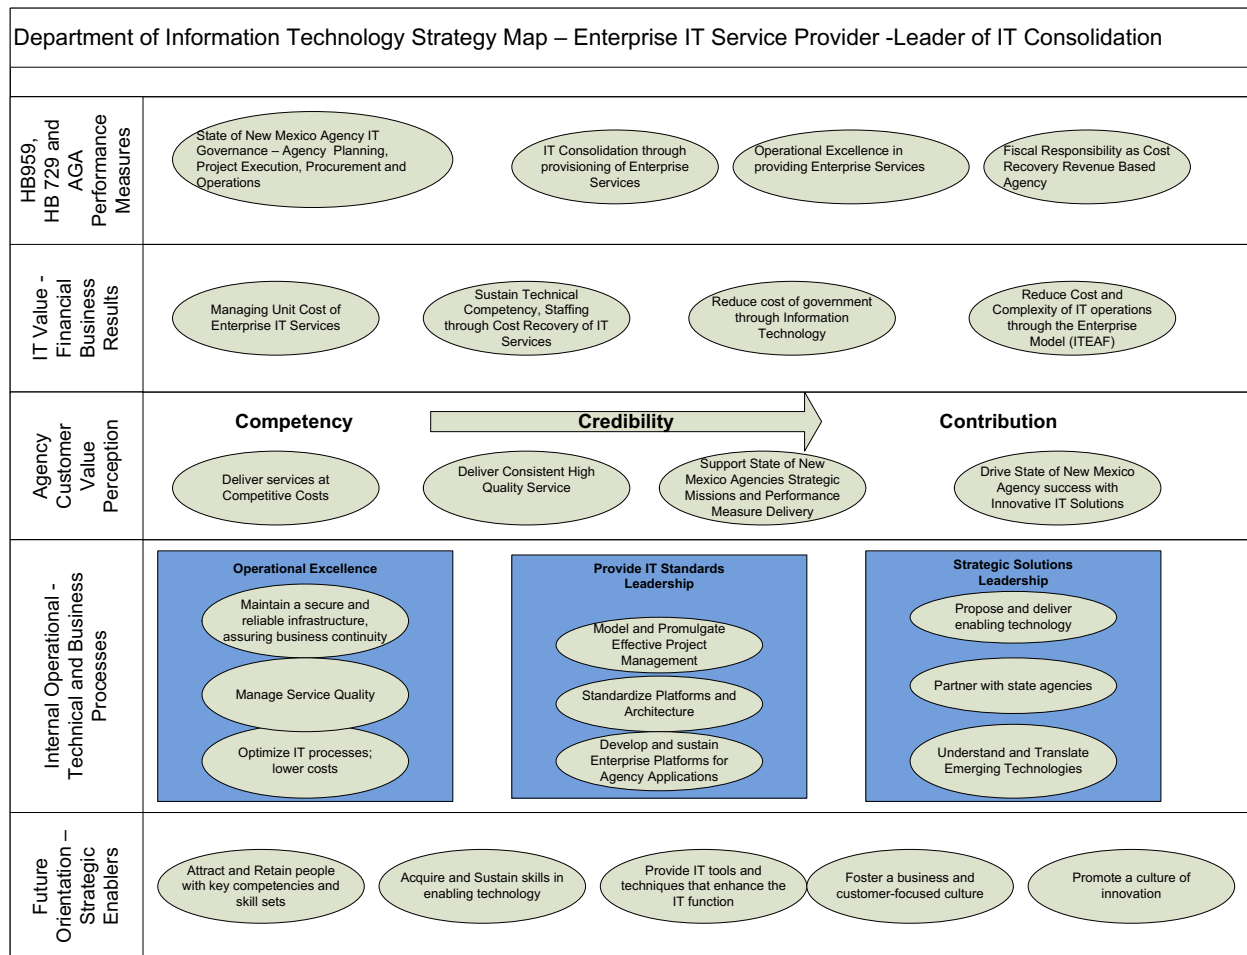 Department of Information Technology Strategy Map – Enterprise IT Service Provider -Leader of IT Consolidation
HB959,
HB 729 and
AGA
Performance
Measures
State of New Mexico Agency IT
Governance – Agency Planning,
Project Execution, Procurement and
Operations
IT Consolidation through
provisioning of Enterprise
Services
Operational Excellence in
providing Enterprise Services
Fiscal Responsibility as Cost
Recovery Revenue Based
Agency
IT Value -
Financial
Business
Results
Managing Unit Cost of
Enterprise IT Services
Sustain Technical
Competency, Staffing
through Cost Recovery of IT
Services
Reduce cost of government
through Information
Technology
Reduce Cost and
Complexity of IT operations
through the Enterprise
Model (ITEAF)
Agency
Customer
Value
Perception
Competency
Credibility
Contribution
Deliver services at
Competitive Costs
Deliver Consistent High
Quality Service
Support State of New
Mexico Agencies Strategic
Missions and Performance
Measure Delivery
Drive State of New Mexico
Agency success with
Innovative IT Solutions
Internal Operational -
Technical and Business
Processes
Operational Excellence
Maintain a secure and
reliable infrastructure,
assuring business continuity
Manage Service Quality
Optimize IT processes;
lower costs
Provide IT Standards
Leadership
Model and Promulgate
Effective Project
Management
Standardize Platforms and
Architecture
Develop and sustain
Enterprise Platforms for
Agency Applications
Strategic Solutions
Leadership
Propose and deliver
enabling technology
Partner with state agencies
Understand and Translate
Emerging Technologies
Future
Orientation –
Strategic
Enablers
Attract and Retain people
with key competencies and
skill sets
Acquire and Sustain skills in
enabling technology
Provide IT tools and
techniques that enhance the
IT function
Foster a business and
customer-focused culture
Promote a culture of
innovation